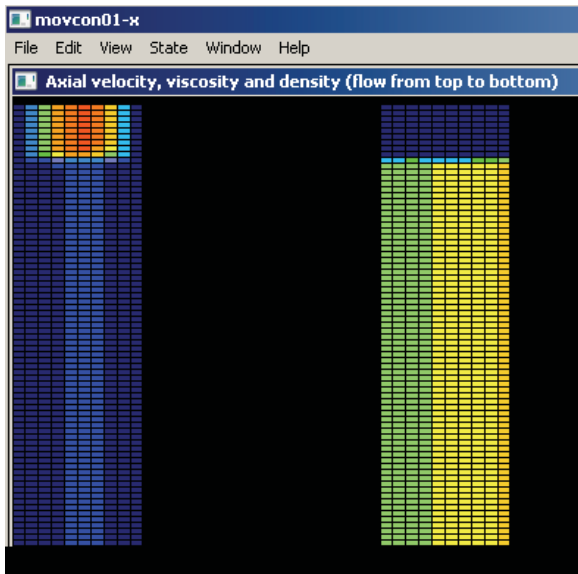 movcon01-x
File Edit View State Window Help
Axial velocity, viscosity and density (flow from top to bottom)